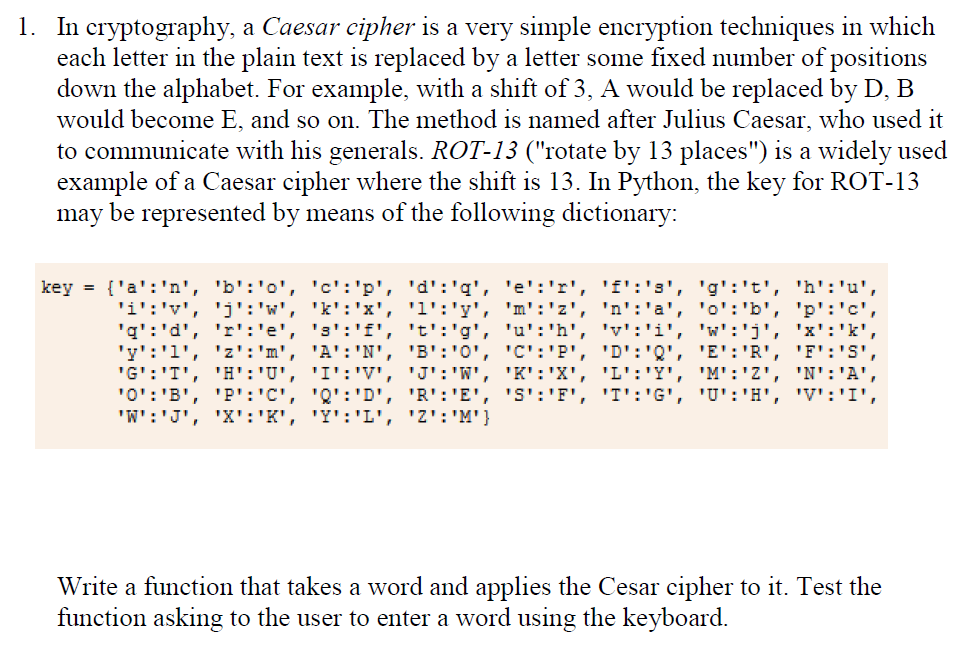 1. In cryptography, a Caesar cipher is a very simple encryption techniques in which
each letter in the plain text is replaced by a letter some fixed number of positions
down the alphabet. For example, with a shift of 3, A would be replaced by D, B
would become E, and so on. The method is named after Julius Caesar, who used it
to communicate with his generals. ROT-13 ("rotate by 13 places") is a widely used
example of a Caesar cipher where the shift is 13. In Python, the key for ROT-13
may be represented by means of the following dictionary:
key = {'a':'n', 'b':'o', 'c':'p', 'd':'q', 'e':'r', 'f':'s', 'g':'t', 'h':'u',
'i':'v', 'j':'w', 'k':'x', 'l':'y', 'm':'z', 'n':'a', 'o':'b', 'p':'c',
'q':'d', 'r':'e', 's':'f', 't':'g', 'u':'h', 'v':'i', 'w':'j', 'x':'k',
'y':'l', 'z':'m', 'A':'N', 'B':'O', 'C':'P', 'D':'Q', 'E':'R', 'F':'S',
'G':'T', 'H':'U', 'I':'V', 'J':'W', 'K':'X', 'L':'Y', 'M':'Z', 'N':'A',
'O':'B', 'P':'C', 'Q':'D', 'R':'E', 'S':'F', 'T':'G', 'U':'H', 'V':'I',
'W':'J', 'X':'K', 'Y':'L', 'Z':'M'}
Write a function that takes a word and applies the Cesar cipher to it. Test the
function asking to the user to enter a word using the keyboard.